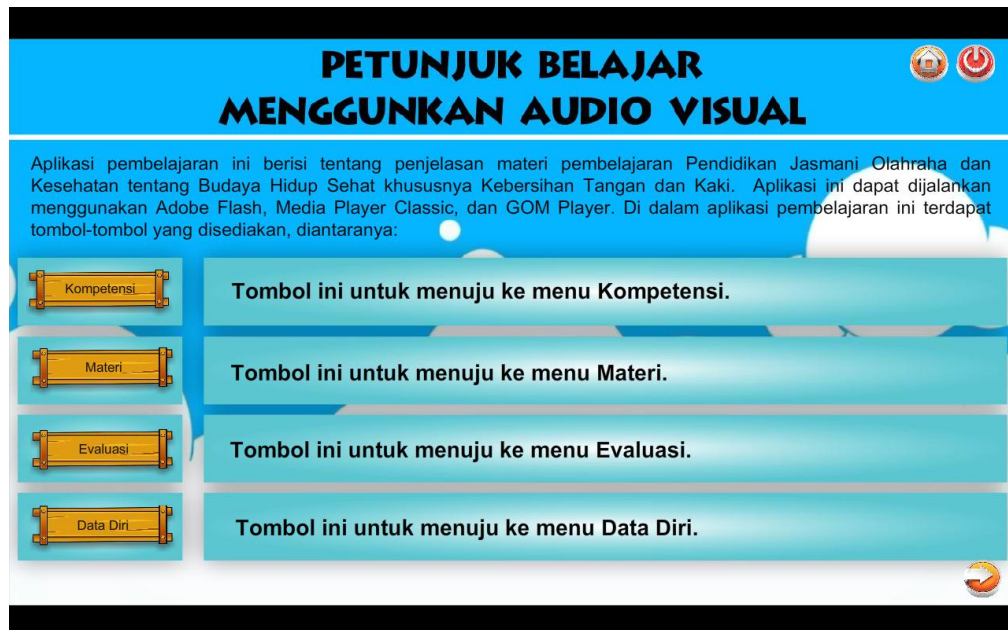 PETUNJUK BELAJAR
MENGGUNKAN AUDIO VISUAL
Aplikasi pembelajaran ini berisi tentang penjelasan materi pembelajaran Pendidikan Jasmani Olahraha dan
Kesehatan tentang Budaya Hidup Sehat khususnya Kebersihan Tangan dan Kaki. Aplikasi ini dapat dijalankan
menggunakan Adobe Flash, Media Player Classic, dan GOM Player. Di dalam aplikasi pembelajaran ini terdapat
tombol-tombol yang disediakan, diantaranya:
Kompetensi
Tombol ini untuk menuju ke menu Kompetensi.
Materi
Tombol ini untuk menuju ke menu Materi.
Evaluasi
Tombol ini untuk menuju ke menu Evaluasi.
Data Diri
Tombol ini untuk menuju ke menu Data Diri.